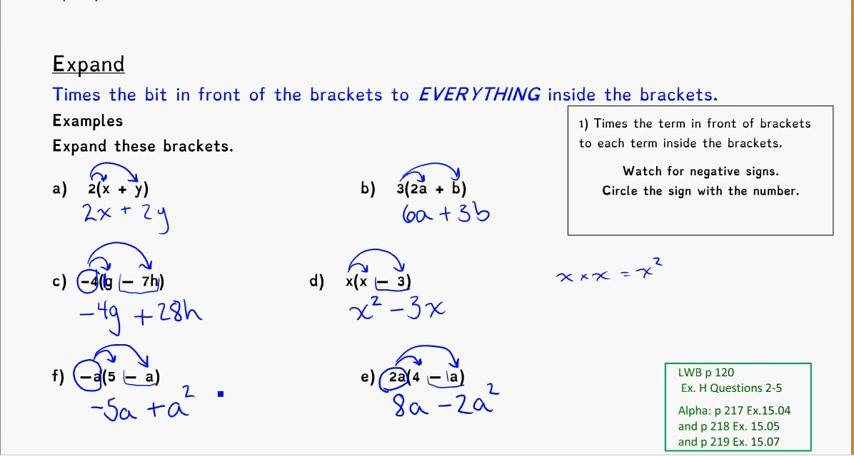 Expand
Times the bit in front of the brackets to EVERYTHING inside the brackets.
Examples
Expand these brackets.
1) Times the term in front of brackets
to each term inside the brackets.
Watch for negative signs.
Circle the sign with the number.
a) 2(x + y)
2x + 2y
b) 3(2a + b)
6a + 3b
c) -4(g - 7h)
-4g + 28h
d) x(x - 3)
x² - 3x
x × x = x²
f) -a(5 - a)
-5a + a²
e) 2a(4 - a)
8a - 2a²
LWB p 120
Ex. H Questions 2-5
Alpha: p 217 Ex.15.04
and p 218 Ex. 15.05
and p 219 Ex. 15.07